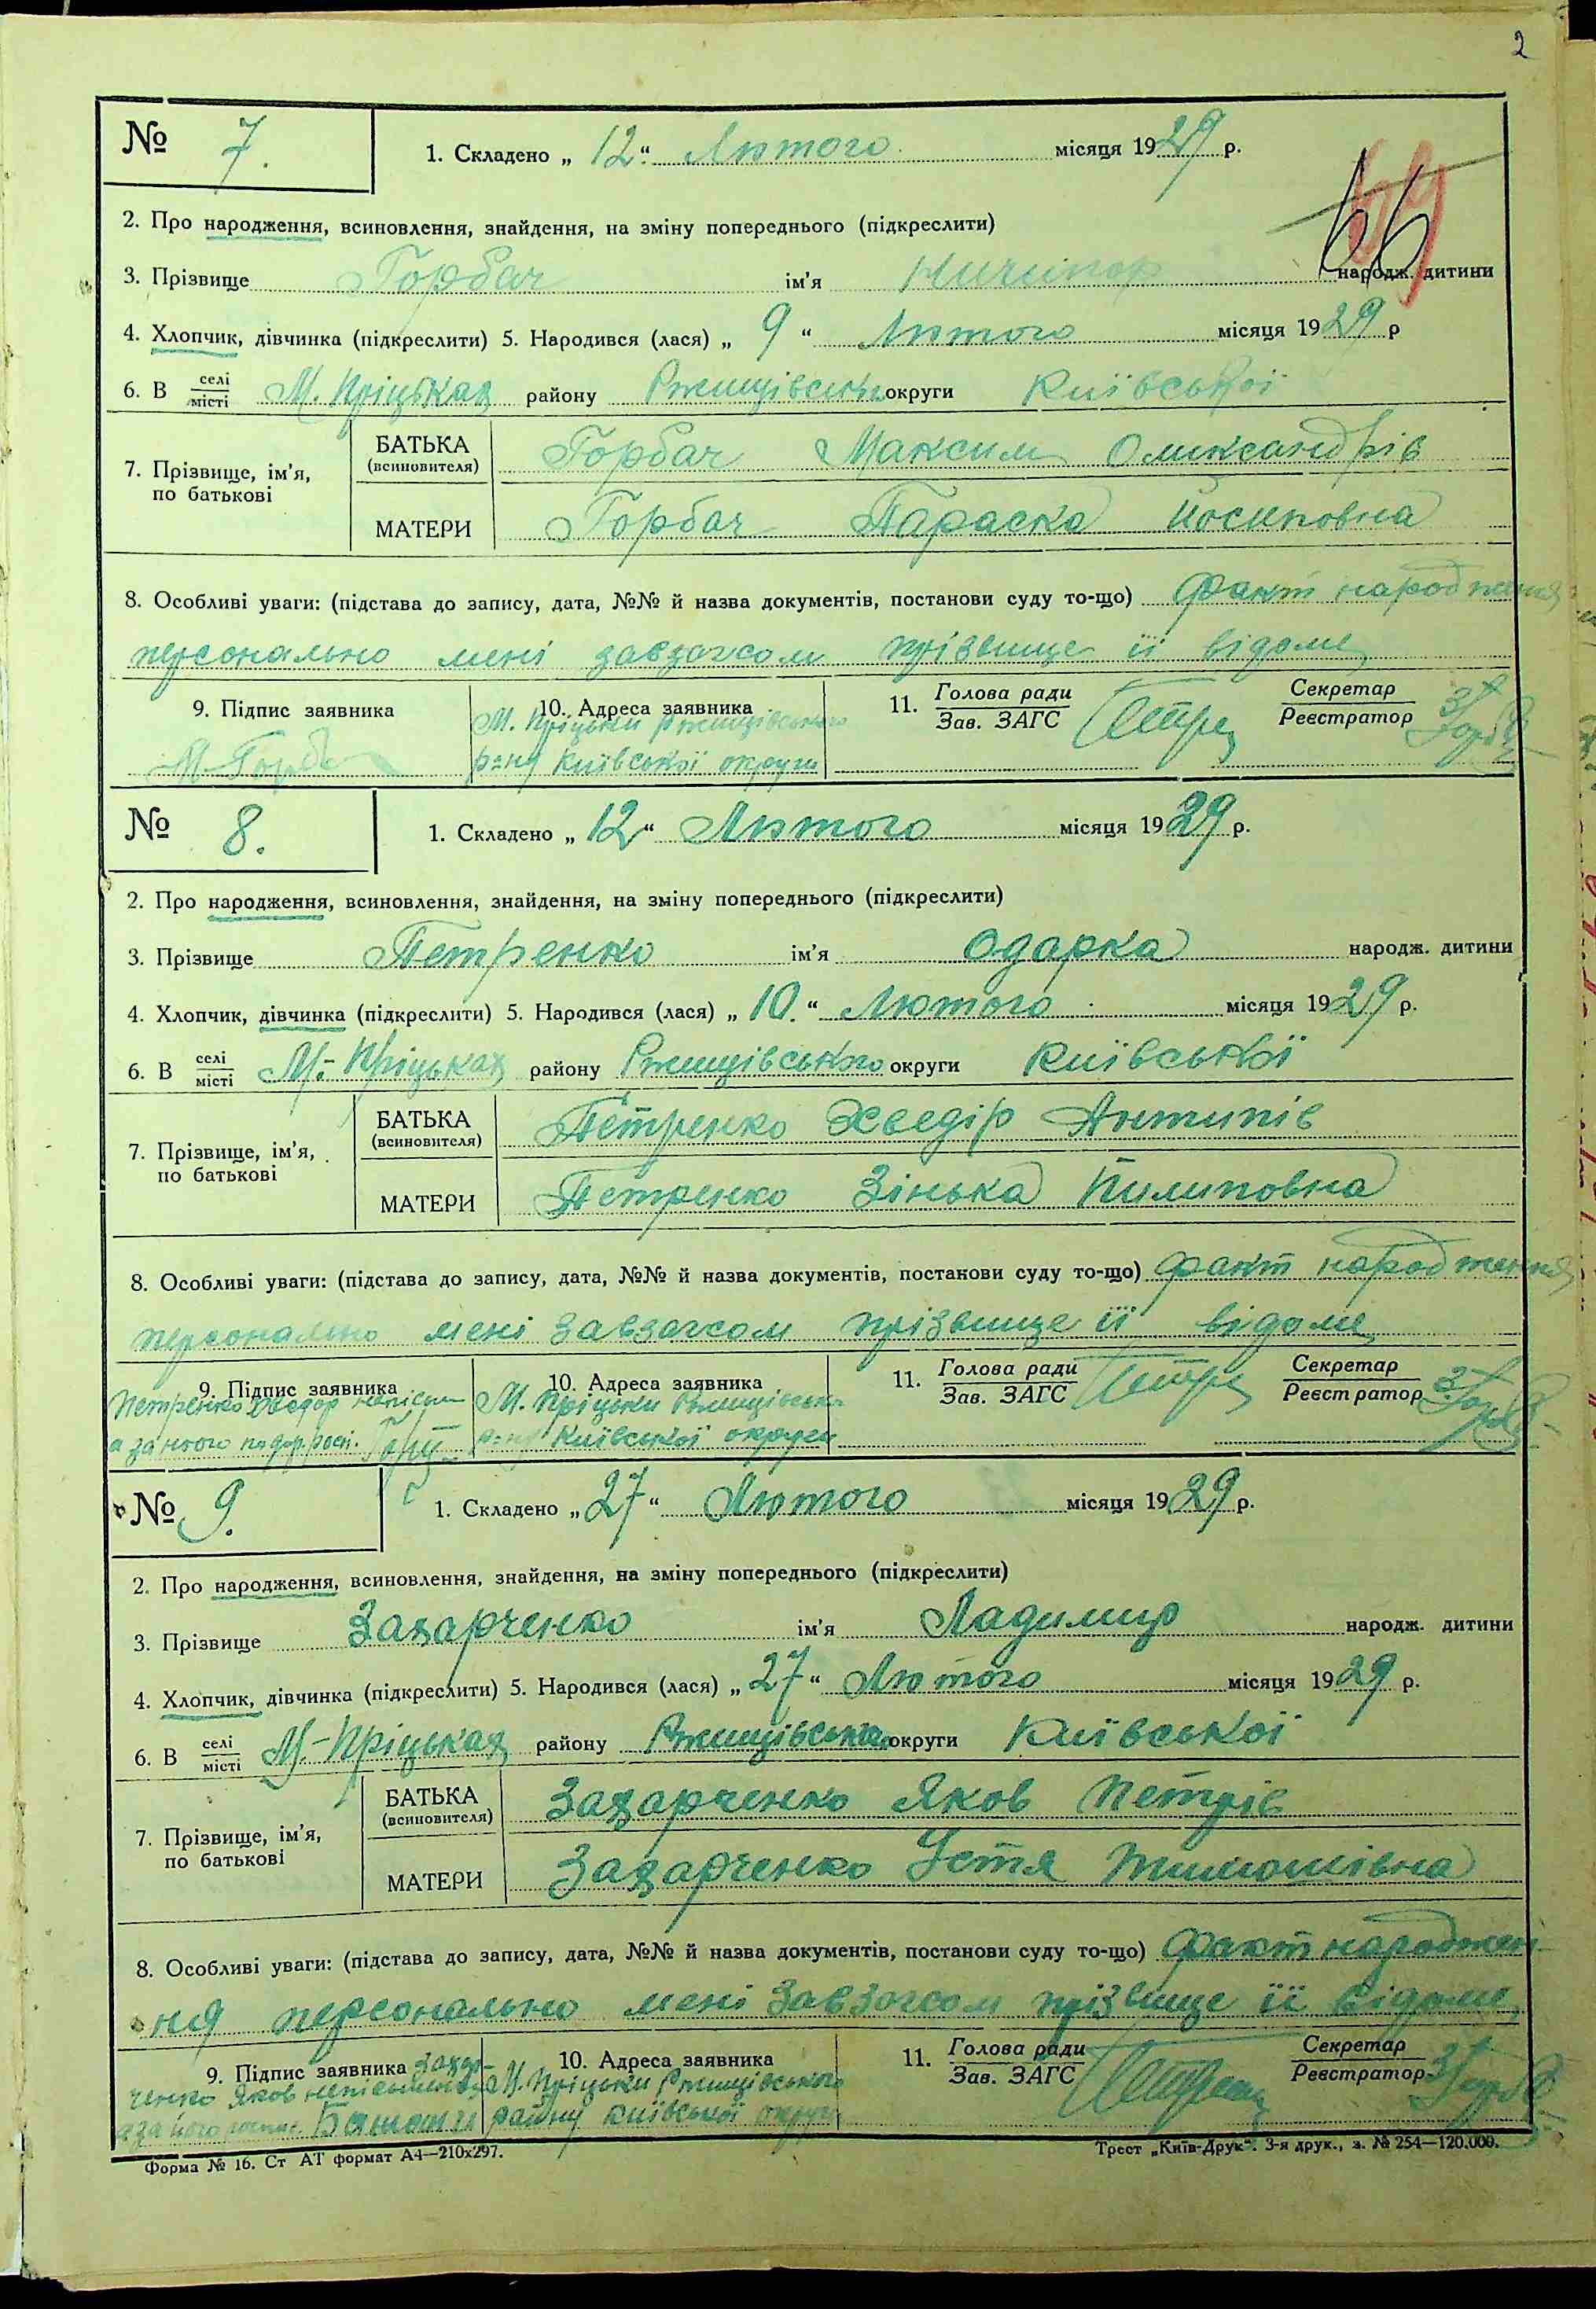 2
№ 7. 1. Складено „ 12 “ Лютого місяця 1929 р.
2. Про народження, всиновлення, знайдення, на зміну попереднього (підкреслити)
3. Прізвище Горбач ім'я Ничипор народж. дитини
4. Хлопчик, дівчинка (підкреслити) 5. Народився (лася) „ 9 “ Лютого місяця 1929 р
6. В селі/місті М. Пріцьках району Ржищівськ. округи Київської
7. Прізвище, ім'я, по батькові
БАТЬКА (всиновителя) Горбач Максим Олександрів
МАТЕРИ Горбач Параска Йосиповна
8. Особливі уваги: (підстава до запису, дата, №№ й назва документів, постанови суду то-що) Факт народження
персонально мені завзагсом прізвище її відоме
9. Підпис заявника 10. Адреса заявника 11. Голова ради/Зав. ЗАГС Секретар/Реєстратор
М. Горб
М. Пріцьки Ржищівського
р-ну Київської округи
№ 8. 1. Складено „ 12 “ Лютого місяця 1929 р.
2. Про народження, всиновлення, знайдення, на зміну попереднього (підкреслити)
3. Прізвище Петренко ім'я Одарка народж. дитини
4. Хлопчик, дівчинка (підкреслити) 5. Народився (лася) „ 10. “ Лютого місяця 1929 р.
6. В селі/місті М.-Пріцьках району Ржищівського округи Київської
7. Прізвище, ім'я, по батькові
БАТЬКА (всиновителя) Петренко Хведір Антипів
МАТЕРИ Петренко Зінька Пилиповна
8. Особливі уваги: (підстава до запису, дата, №№ й назва документів, постанови суду то-що) факт народження
персонально мені завзагсом прізвище її відоме
9. Підпис заявника 10. Адреса заявника 11. Голова ради/Зав. ЗАГС Секретар/Реєстратор
Петренко Хведор
а за нього
М. Пріцьки Ржищівськ.
р-ну Київської округи
№ 9. 1. Складено „ 27 “ Лютого місяця 1929 р.
2. Про народження, всиновлення, знайдення, на зміну попереднього (підкреслити)
3. Прізвище Захарченко ім'я Ладимир народж. дитини
4. Хлопчик, дівчинка (підкреслити) 5. Народився (лася) „ 27 “ Лютого місяця 1929 р.
6. В селі/місті М.-Пріцьках району Ржищівськ. округи Київської
7. Прізвище, ім'я, по батькові
БАТЬКА (всиновителя) Захарченко Яков Петрів
МАТЕРИ Захарченко Устя Тимошівна
8. Особливі уваги: (підстава до запису, дата, №№ й назва документів, постанови суду то-що) факт народжен
ня персонально мені завзагсом прізвище її відоме
9. Підпис заявника Захар-
ченко Яков неписьменний
а за його
10. Адреса заявника
М. Пріцьки Ржищівського
району Київської округи
11. Голова ради/Зав. ЗАГС Секретар/Реєстратор
Форма № 16. Ст АТ формат А4—210х297. Трест „Київ-Друк“. 3-я друк., з. № 254—120.000.